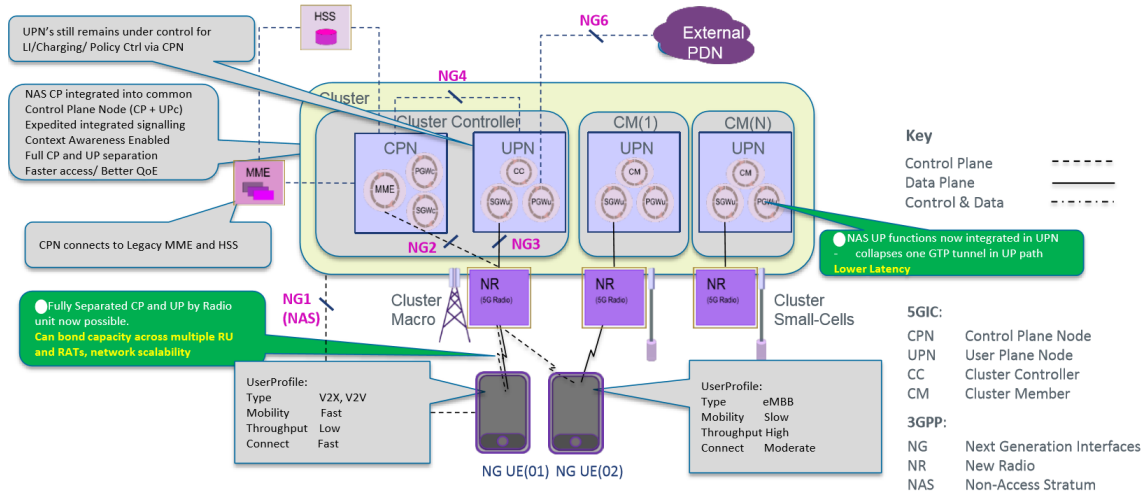 UPN's still remains under control for
LI/Charging/ Policy Ctrl via CPN
HSS
NG6
External
PDN
NG4
NAS CP integrated into common
Control Plane Node (CP + UPc)
Expedited integrated signalling
Context Awareness Enabled
Full CP and UP separation
Faster access/ Better QoE
Cluster
Cluster Controller
CM(1)
CM(N)
CPN
UPN
UPN
UPN
MME
PGWc
SGWc
CC
SGWu
PGWu
CM
SGWu
PGWu
CM
SGWu
PGWu
MME
Key
Control Plane
Data Plane
Control & Data
CPN connects to Legacy MME and HSS
NG2
NG3
NAS UP functions now integrated in UPN
- collapses one GTP tunnel in UP path
Lower Latency
NR
(5G Radio)
NR
(5G Radio)
NR
(5G Radio)
Cluster
Macro
Cluster
Small-Cells
NG1
(NAS)
Fully Separated CP and UP by Radio
unit now possible.
Can bond capacity across multiple RU
and RATs, network scalability
5GIC:
CPN Control Plane Node
UPN User Plane Node
CC Cluster Controller
CM Cluster Member
3GPP:
NG Next Generation Interfaces
NR New Radio
NAS Non-Access Stratum
UserProfile:
Type V2X, V2V
Mobility Fast
Throughput Low
Connect Fast
UserProfile:
Type eMBB
Mobility Slow
Throughput High
Connect Moderate
NG UE(01)
NG UE(02)